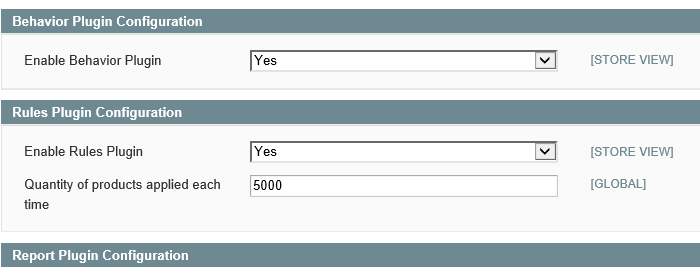 Behavior Plugin Configuration
Enable Behavior Plugin Yes [STORE VIEW]
Rules Plugin Configuration
Enable Rules Plugin Yes [STORE VIEW]
Quantity of products applied each 5000 [GLOBAL]
time
Report Plugin Configuration